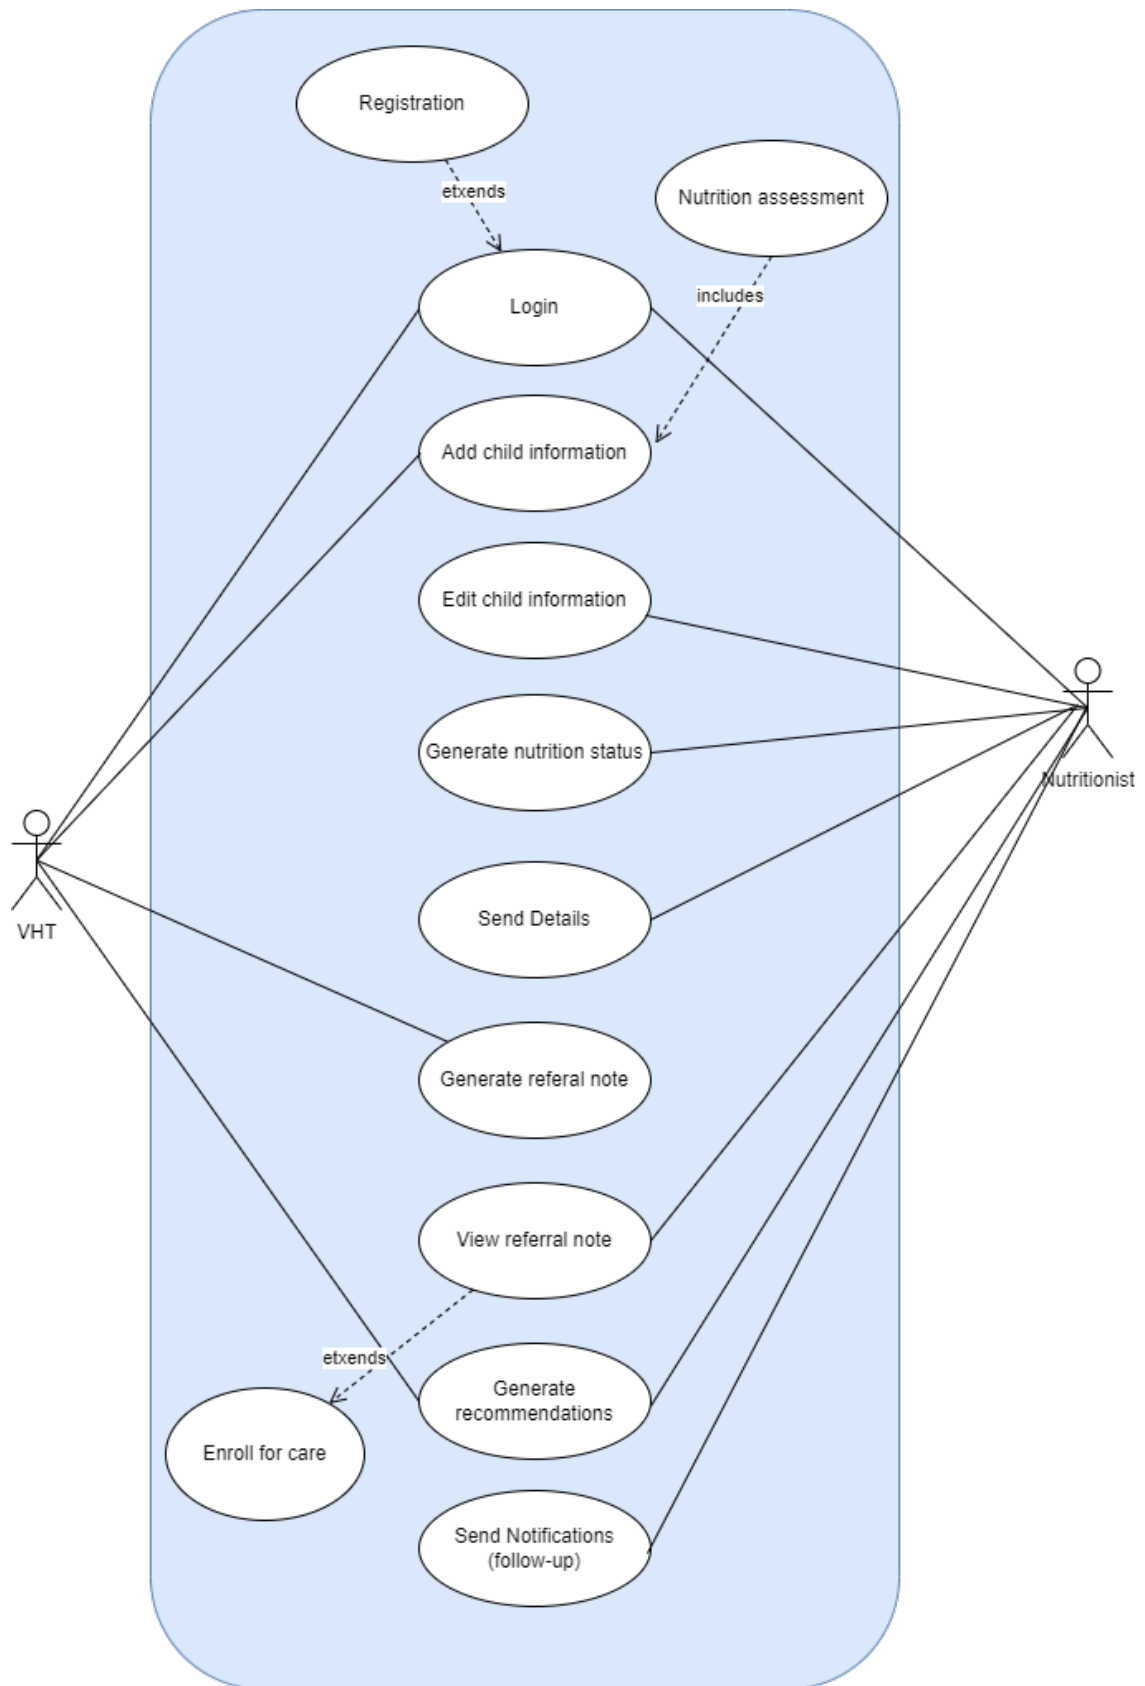 Registration
etxends
Nutrition assessment
includes
Login
Add child information
Edit child information
Generate nutrition status
Nutritionist
VHT
Send Details
Generate referal note
View referral note
etxends
Generate
recommendations
Enroll for care
Send Notifications
(follow-up)